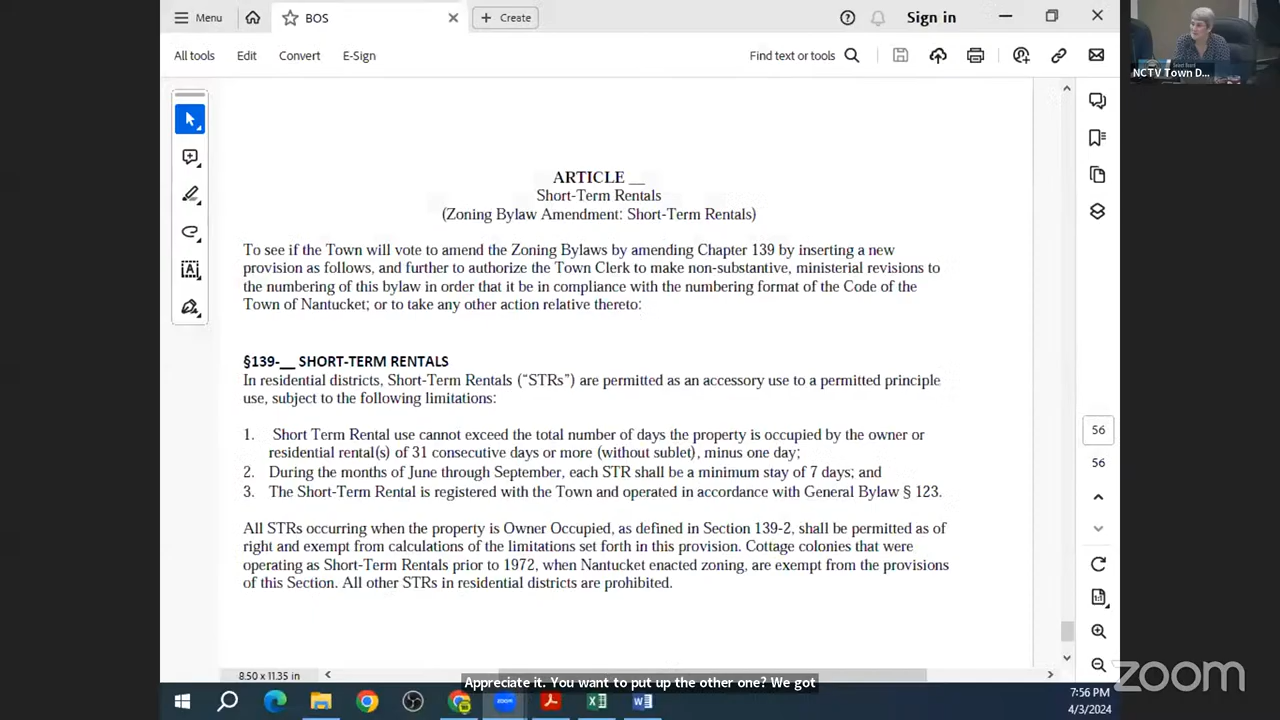 Menu
BOS
Create
Sign in
All tools
Edit
Convert
E-Sign
Find text or tools
NCTV Town D...
ARTICLE __
Short-Term Rentals
(Zoning Bylaw Amendment: Short-Term Rentals)
To see if the Town will vote to amend the Zoning Bylaws by amending Chapter 139 by inserting a new
provision as follows, and further to authorize the Town Clerk to make non-substantive, ministerial revisions to
the numbering of this bylaw in order that it be in compliance with the numbering format of the Code of the
Town of Nantucket; or to take any other action relative thereto:
§139-__ SHORT-TERM RENTALS
In residential districts, Short-Term Rentals (“STRs”) are permitted as an accessory use to a permitted principle
use, subject to the following limitations:
1. Short Term Rental use cannot exceed the total number of days the property is occupied by the owner or
residential rental(s) of 31 consecutive days or more (without sublet), minus one day;
2. During the months of June through September, each STR shall be a minimum stay of 7 days; and
3. The Short-Term Rental is registered with the Town and operated in accordance with General Bylaw § 123.
All STRs occurring when the property is Owner Occupied, as defined in Section 139-2, shall be permitted as of
right and exempt from calculations of the limitations set forth in this provision. Cottage colonies that were
operating as Short-Term Rentals prior to 1972, when Nantucket enacted zoning, are exempt from the provisions
of this Section. All other STRs in residential districts are prohibited.
56
56
8.50 x 11.35 in
Appreciate it. You want to put up the other one? We got
zoom
zoom
7:56 PM
4/3/2024